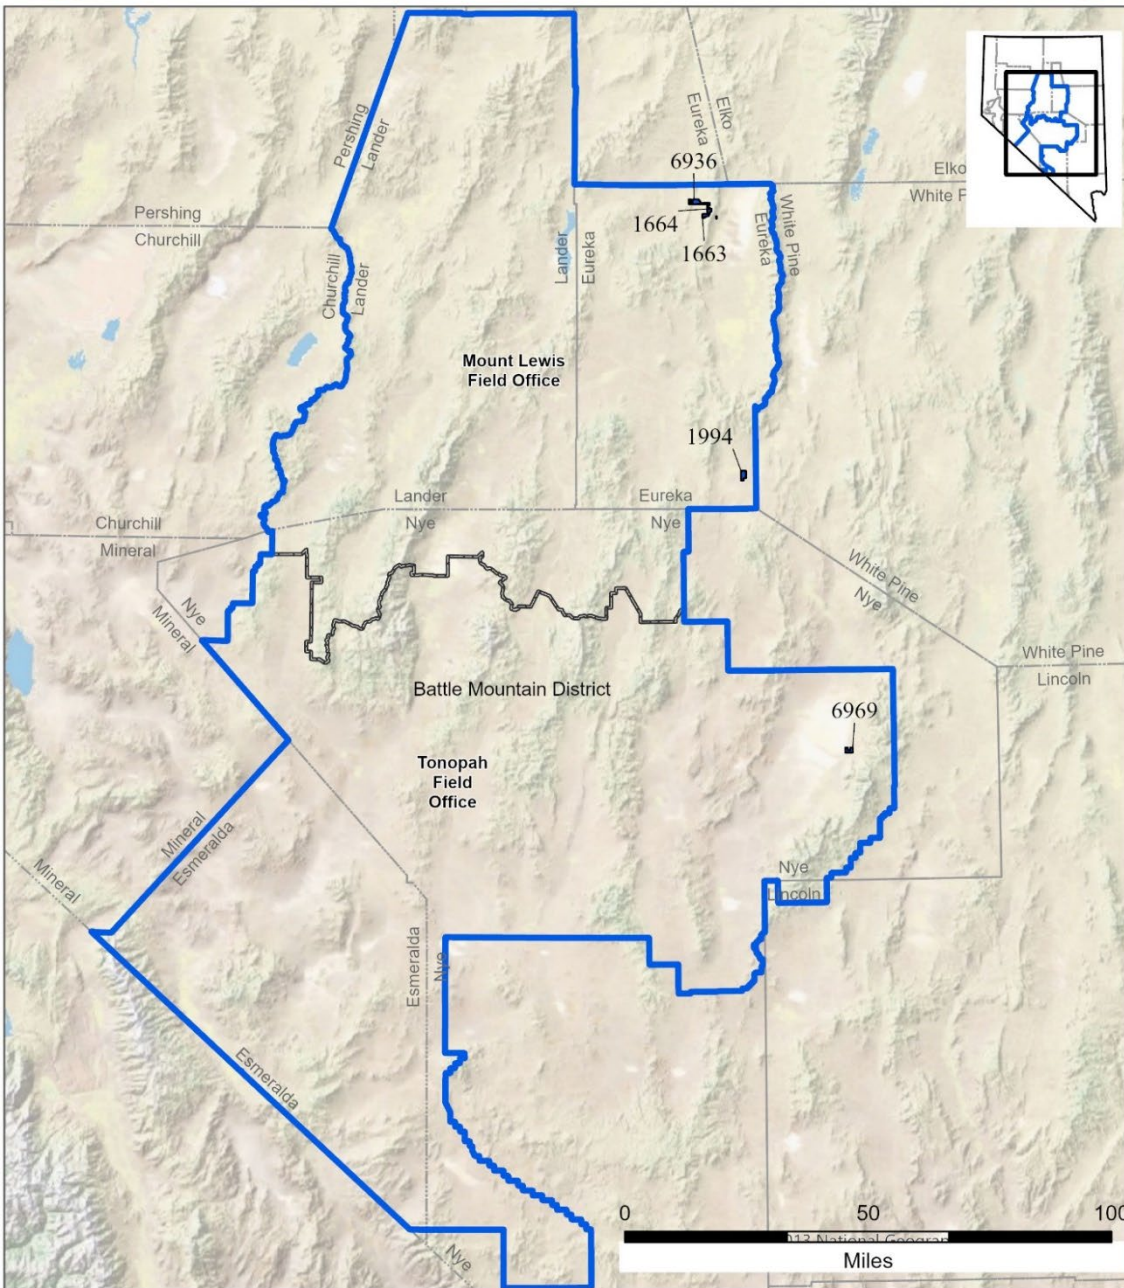 Elko
Eureka
Pershing
Lander
6936
Elko
White P
Pershing
Churchill
1664
1663
White Pine
Eureka
Lander
Eureka
Churchill
Lander
Mount Lewis
Field Office
1994
Lander
Nye
Eureka
Nye
Churchill
Mineral
White Pine
Nye
Nye
Mineral
White Pine
Lincoln
Battle Mountain District
6969
Tonopah
Field
Office
Mineral
Esmeralda
Mineral
Nye
Lincoln
Esmeralda
Nye
Esmeralda
0 50 100
013 National Geograp
Miles
Nye